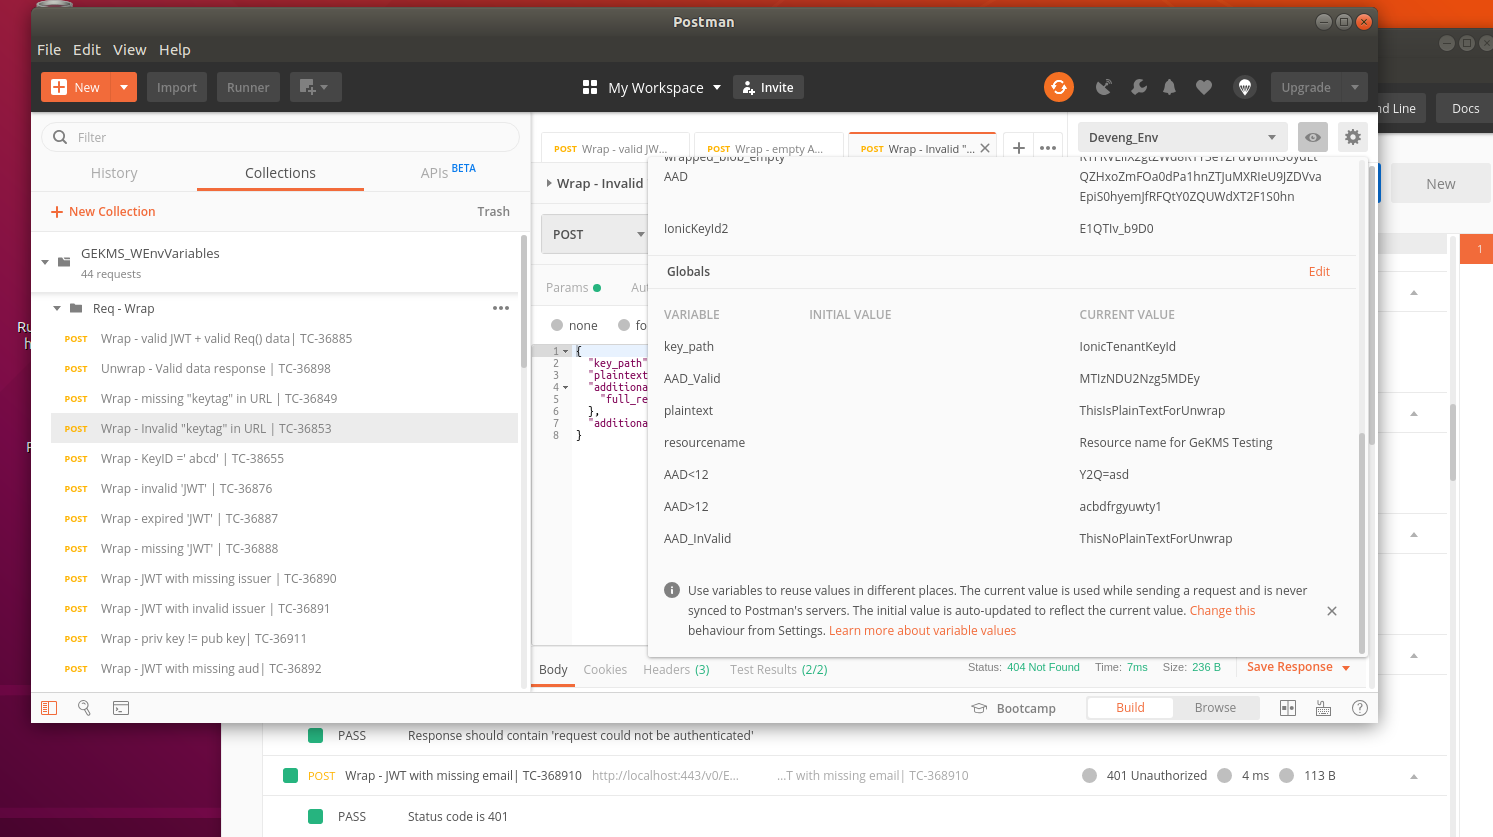 Postman
File Edit View Help
New
Import
Runner
My Workspace
Invite
Upgrade
nd Line
Docs
Filter
History
Collections
APIs BETA
New Collection
Trash
GEKMS_WEnvVariables
44 requests
Req - Wrap
POST Wrap - valid JWT + valid Req() data| TC-36885
POST Unwrap - Valid data response | TC-36898
POST Wrap - missing "keytag" in URL | TC-36849
POST Wrap - Invalid "keytag" in URL | TC-36853
POST Wrap - KeyID =' abcd' | TC-38655
POST Wrap - invalid 'JWT' | TC-36876
POST Wrap - expired 'JWT' | TC-36887
POST Wrap - missing 'JWT' | TC-36888
POST Wrap - JWT with missing issuer | TC-36890
POST Wrap - JWT with invalid issuer | TC-36891
POST Wrap - priv key != pub key| TC-36911
POST Wrap - JWT with missing aud| TC-36892
POST Wrap - valid JW...
POST Wrap - empty A...
POST Wrap - Invalid "...
Deveng_Env
New
1
Wrap - Invalid
POST
Params
Au
none
fo
1 {
2 "key_path"
3 "plaintext
4 "additiona
5 "full_re
6 },
7 "additiona
8 }
wrapped_blob_empty
AAD
QZHxoZmFOa0dPa1hnZTJuMXRIeU9JZDVva
EpiS0hyemJfRFQtY0ZQUWdXT2F1S0hn
IonicKeyId2 E1QTIv_b9D0
Globals Edit
VARIABLE INITIAL VALUE CURRENT VALUE
key_path IonicTenantKeyId
AAD_Valid MTIzNDU2Nzg5MDEy
plaintext ThisIsPlainTextForUnwrap
resourcename Resource name for GeKMS Testing
AAD<12 Y2Q=asd
AAD>12 acbdfrgyuwty1
AAD_InValid ThisNoPlainTextForUnwrap
Use variables to reuse values in different places. The current value is used while sending a request and is never
synced to Postman's servers. The initial value is auto-updated to reflect the current value. Change this
behaviour from Settings. Learn more about variable values
Body Cookies Headers (3) Test Results (2/2) Status: 404 Not Found Time: 7ms Size: 236 B Save Response
Bootcamp Build Browse
PASS Response should contain 'request could not be authenticated'
POST Wrap - JWT with missing email| TC-368910 http://localhost:443/v0/E... ...T with missing email| TC-368910 401 Unauthorized 4 ms 113 B
PASS Status code is 401